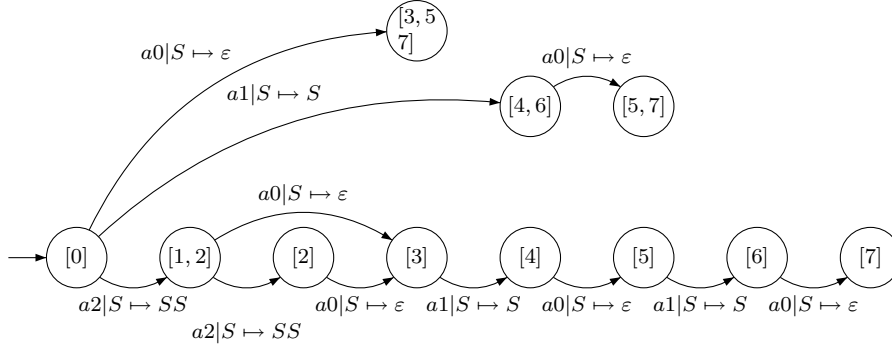 [3, 5
7]
a0|S ↦ ε
a0|S ↦ ε
a1|S ↦ S
[4, 6]
[5, 7]
a0|S ↦ ε
[0]
[1, 2]
[2]
[3]
[4]
[5]
[6]
[7]
a2|S ↦ SS
a0|S ↦ ε
a1|S ↦ S
a0|S ↦ ε
a1|S ↦ S
a0|S ↦ ε
a2|S ↦ SS